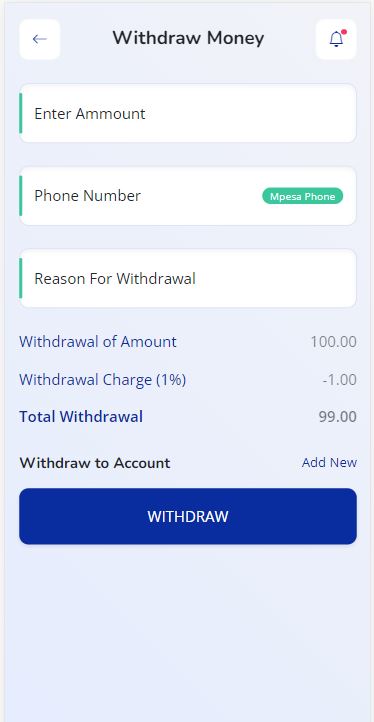 Withdraw Money
Enter Ammount
Phone Number Mpesa Phone
Reason For Withdrawal
Withdrawal of Amount 100.00
Withdrawal Charge (1%) -1.00
Total Withdrawal 99.00
Withdraw to Account Add New
WITHDRAW